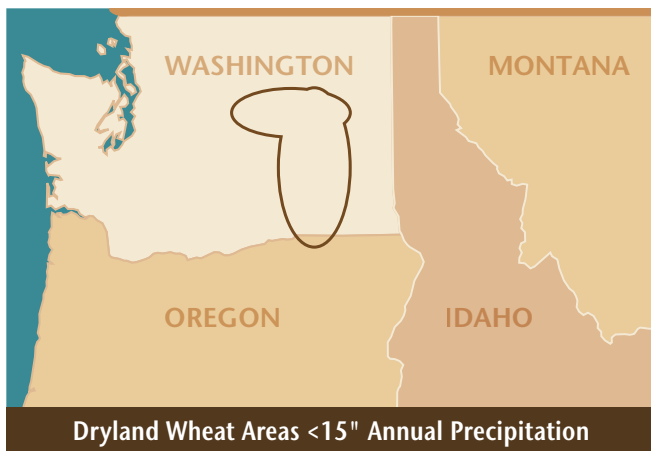 WASHINGTON
MONTANA
OREGON
IDAHO
Dryland Wheat Areas <15" Annual Precipitation